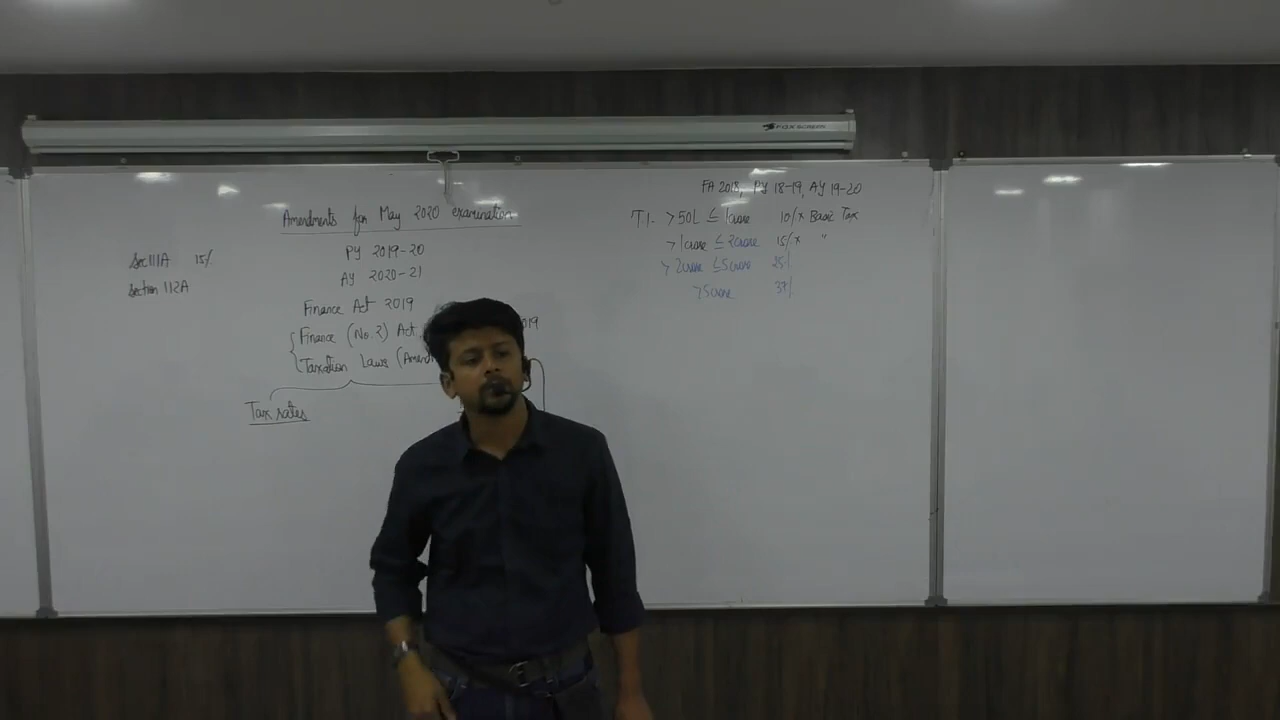 FOX SCREEN
Amendments for May 2020 examination
PY 2019-20
AY 2020-21
Finance Act 2019
Finance (No. 2) Act, 2019
Taxation Laws (Amend
Tax rates
Sec 111A 15%
Section 112A
FA 2018, PY 18-19, AY 19-20
T1. >50L ≤ 1crore 10% x Basic Tax
>1crore ≤ 2crore 15% x "
> 2crore ≤ 5crore 25%
>5crore 37%